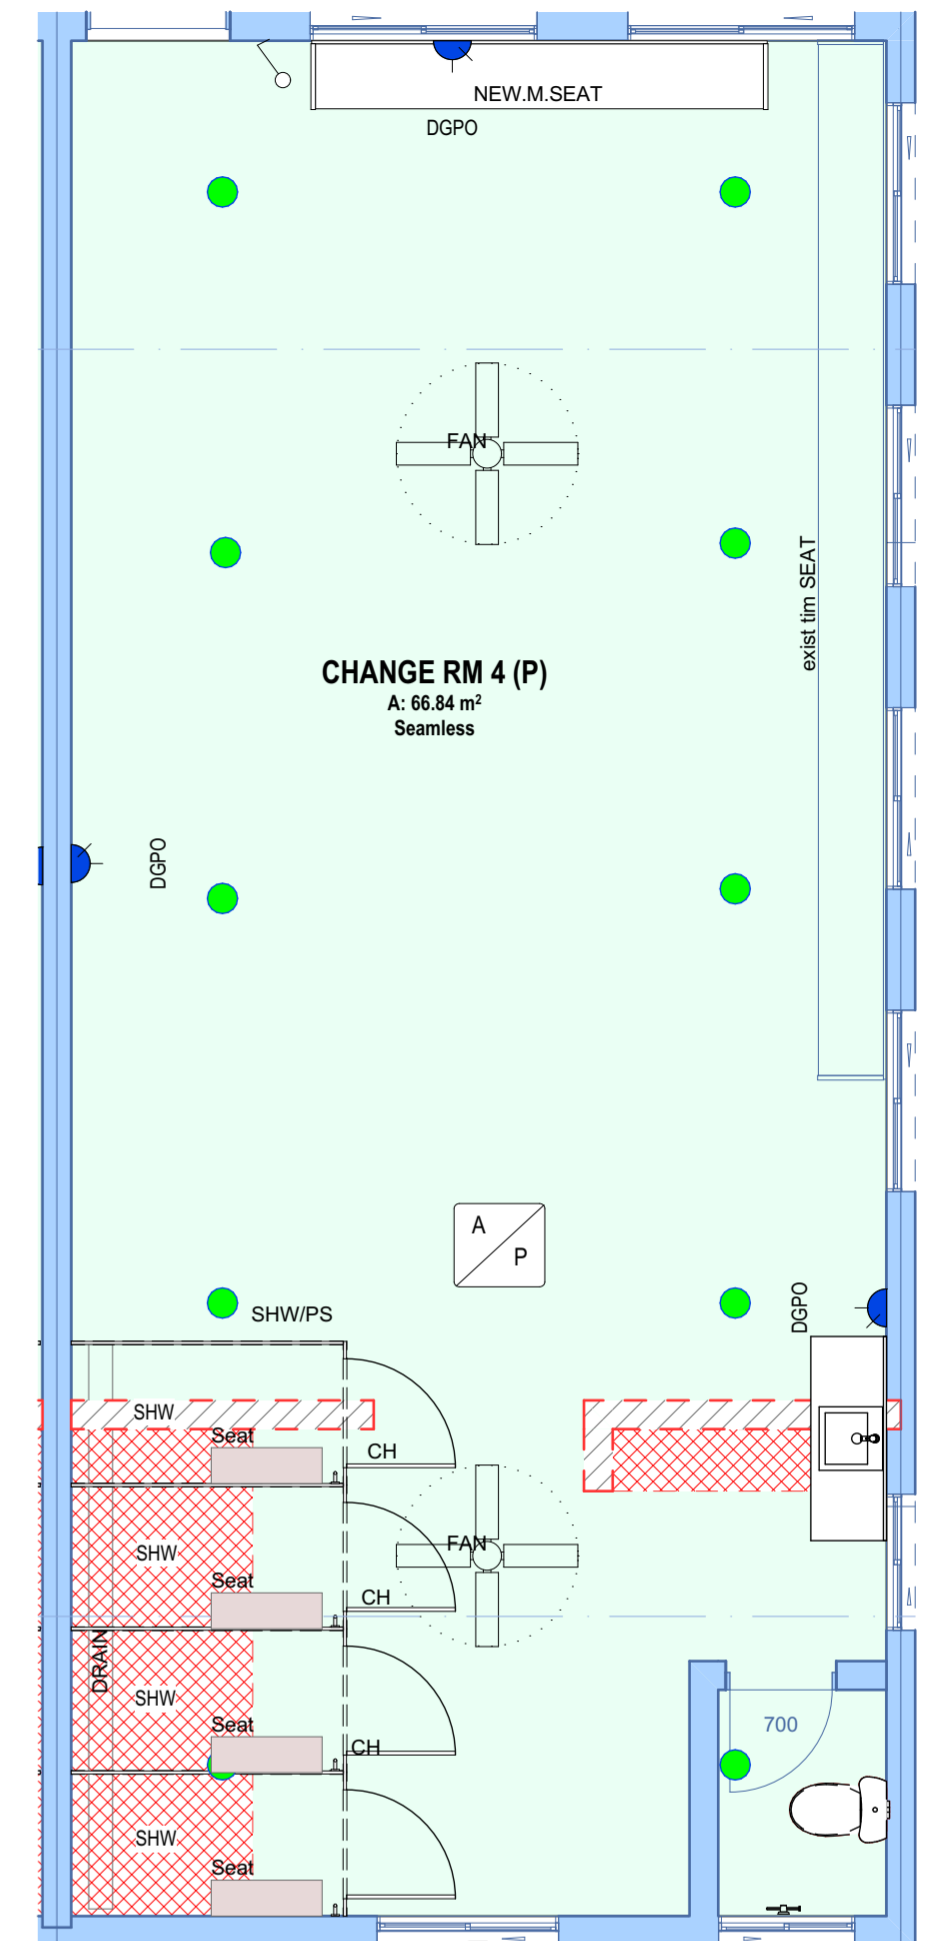 NEW.M.SEAT
DGPO
FAN
exist tim SEAT
CHANGE RM 4 (P)
A: 66.84 m²
Seamless
DGPO
A
P
DGPO
SHW/PS
SHW
Seat
CH
FAN
SHW
Seat
CH
DRAIN
SHW
Seat
CH
700
SHW
Seat